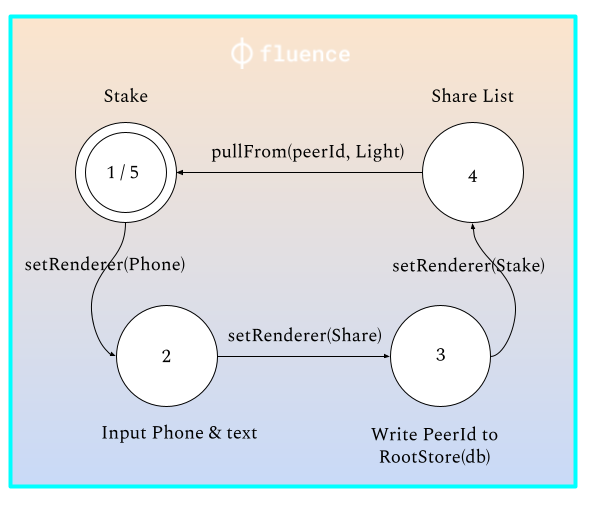 fluence
Stake
Share List
pullFrom(peerId, Light)
1 / 5
4
setRenderer(Phone)
setRenderer(Stake)
setRenderer(Share)
2
3
Input Phone & text
Write PeerId to
RootStore(db)